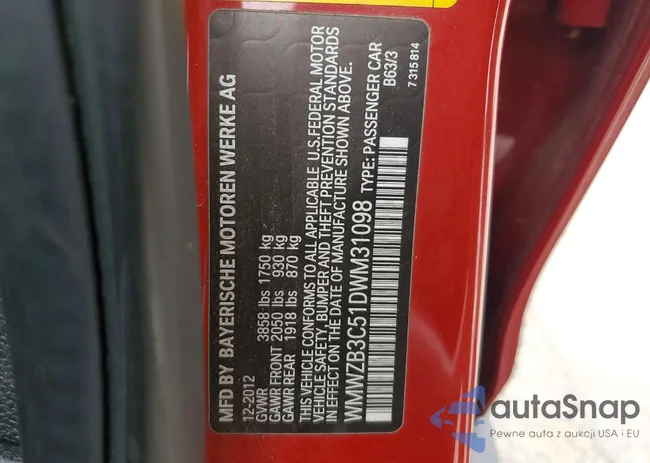 MFD BY BAYERISCHE MOTOREN WERKE AG
12-2012
GVWR 3858 lbs 1750 kg
GAWR FRONT 2050 lbs 930 kg
GAWR REAR 1918 lbs 870 kg
THIS VEHICLE CONFORMS TO ALL APPLICABLE U.S.FEDERAL MOTOR
VEHICLE SAFETY, BUMPER AND THEFT PREVENTION STANDARDS
IN EFFECT ON THE DATE OF MANUFACTURE SHOWN ABOVE.
WMWZB3C51DWM31098 TYPE: PASSENGER CAR
B63/3
7 315 814
autaSnap
Pewne auta z aukcji USA i EU